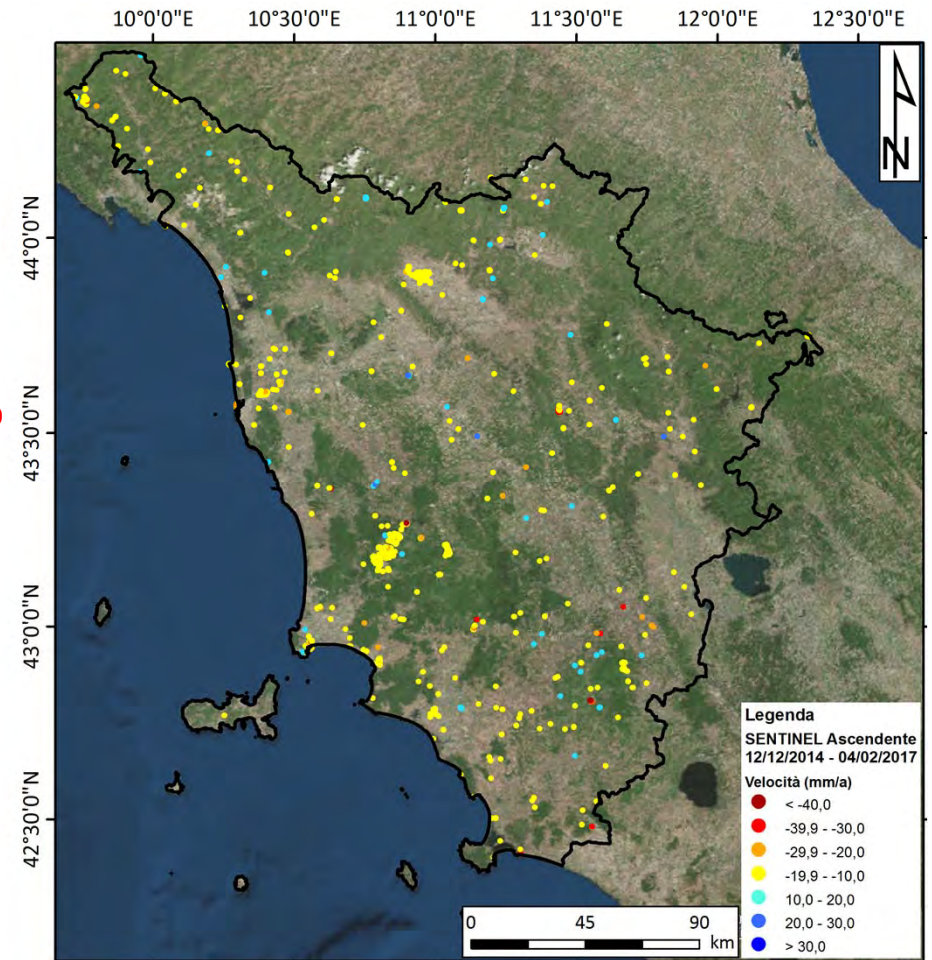 10°0'0"E 10°30'0"E 11°0'0"E 11°30'0"E 12°0'0"E 12°30'0"E
N
44°0'0"N
43°30'0"N
43°0'0"N
42°30'0"N
Legenda
SENTINEL Ascendente
12/12/2014 - 04/02/2017
Velocità (mm/a)
< -40,0
-39,9 - -30,0
-29,9 - -20,0
-19,9 - -10,0
10,0 - 20,0
20,0 - 30,0
> 30,0
0 45 90
km